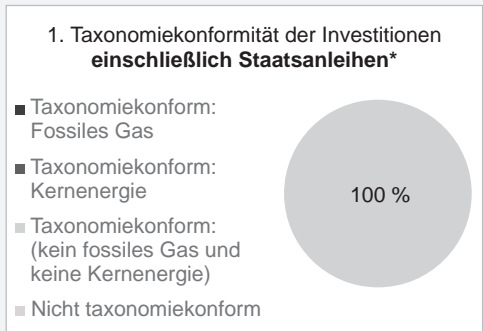 1. Taxonomiekonformität der Investitionen
einschließlich Staatsanleihen*
Taxonomiekonform:
Fossiles Gas
Taxonomiekonform:
Kernenergie
Taxonomiekonform:
(kein fossiles Gas und
keine Kernenergie)
Nicht taxonomiekonform
100 %